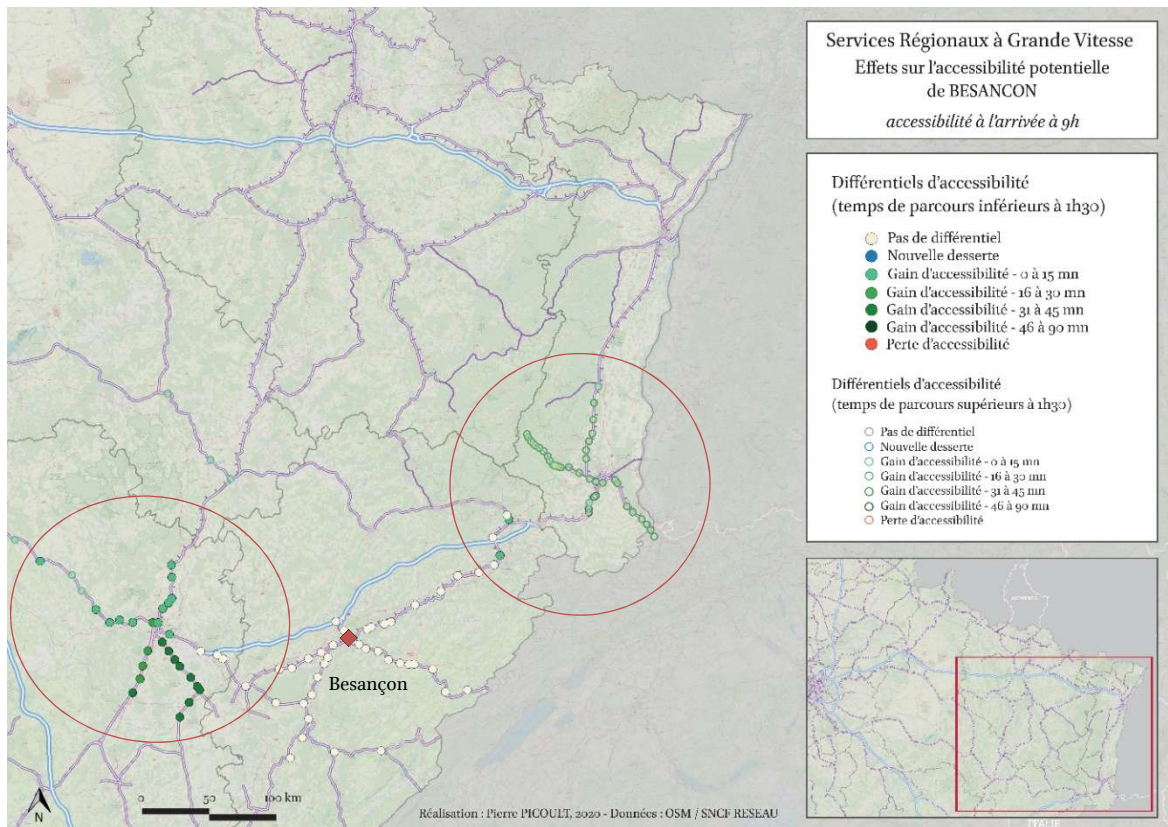 Services Régionaux à Grande Vitesse
Effets sur l'accessibilité potentielle
de BESANCON
accessibilité à l'arrivée à 9h
Différentiels d'accessibilité
(temps de parcours inférieurs à 1h30)
Pas de différentiel
Nouvelle desserte
Gain d'accessibilité - 0 à 15 mn
Gain d'accessibilité - 16 à 30 mn
Gain d'accessibilité - 31 à 45 mn
Gain d'accessibilité - 46 à 90 mn
Perte d'accessibilité
Différentiels d'accessibilité
(temps de parcours supérieurs à 1h30)
Pas de différentiel
Nouvelle desserte
Gain d'accessibilité - 0 à 15 mn
Gain d'accessibilité - 16 à 30 mn
Gain d'accessibilité - 31 à 45 mn
Gain d'accessibilité - 46 à 90 mn
Perte d'accessibilité
Besançon
N
0 50 100 km
Réalisation : Pierre PICOULT, 2020 - Données : OSM / SNCF RESEAU